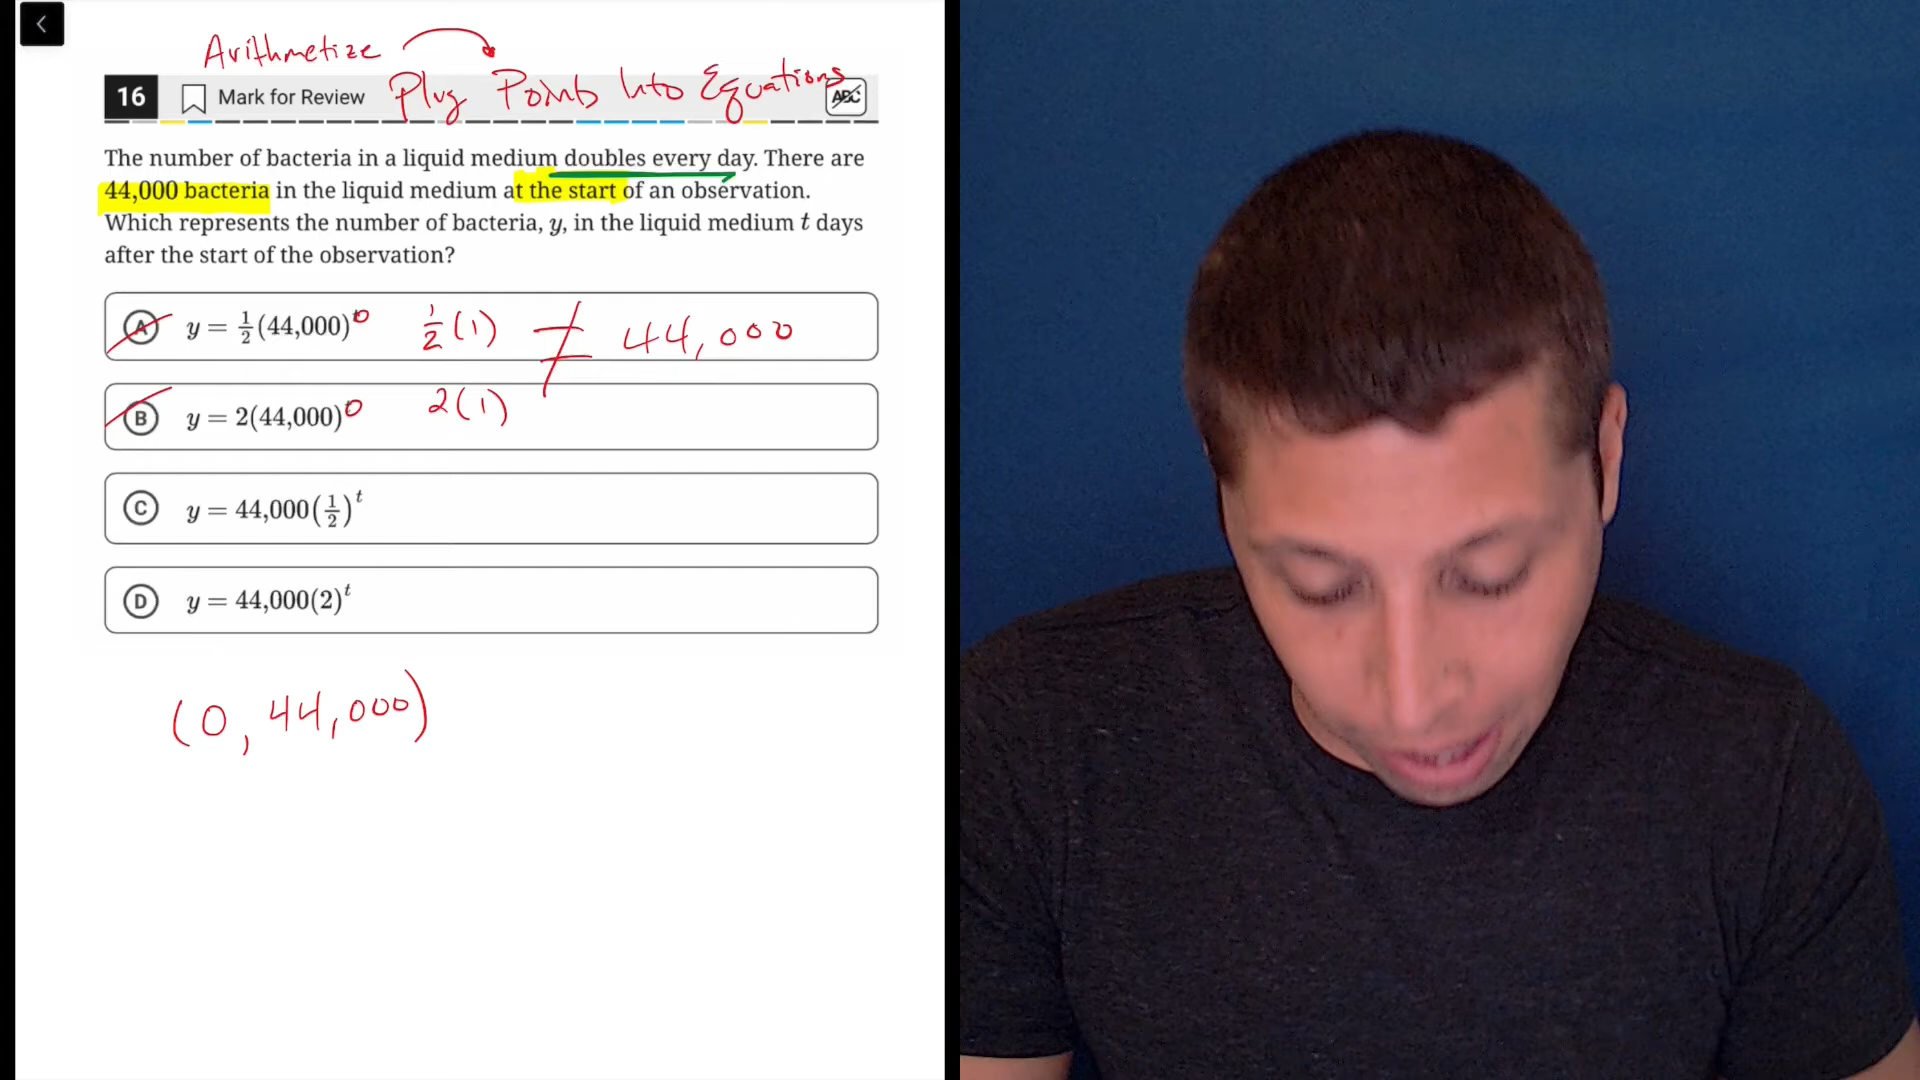 Arithmetize
16 Mark for Review Plug Points Into Equations ABC
The number of bacteria in a liquid medium doubles every day. There are
44,000 bacteria in the liquid medium at the start of an observation.
Which represents the number of bacteria, y, in the liquid medium t days
after the start of the observation?
A y = 1/2(44,000)^0 1/2(1) ≠ 44,000
B y = 2(44,000)^0 2(1)
C y = 44,000(1/2)^t
D y = 44,000(2)^t
(0, 44,000)